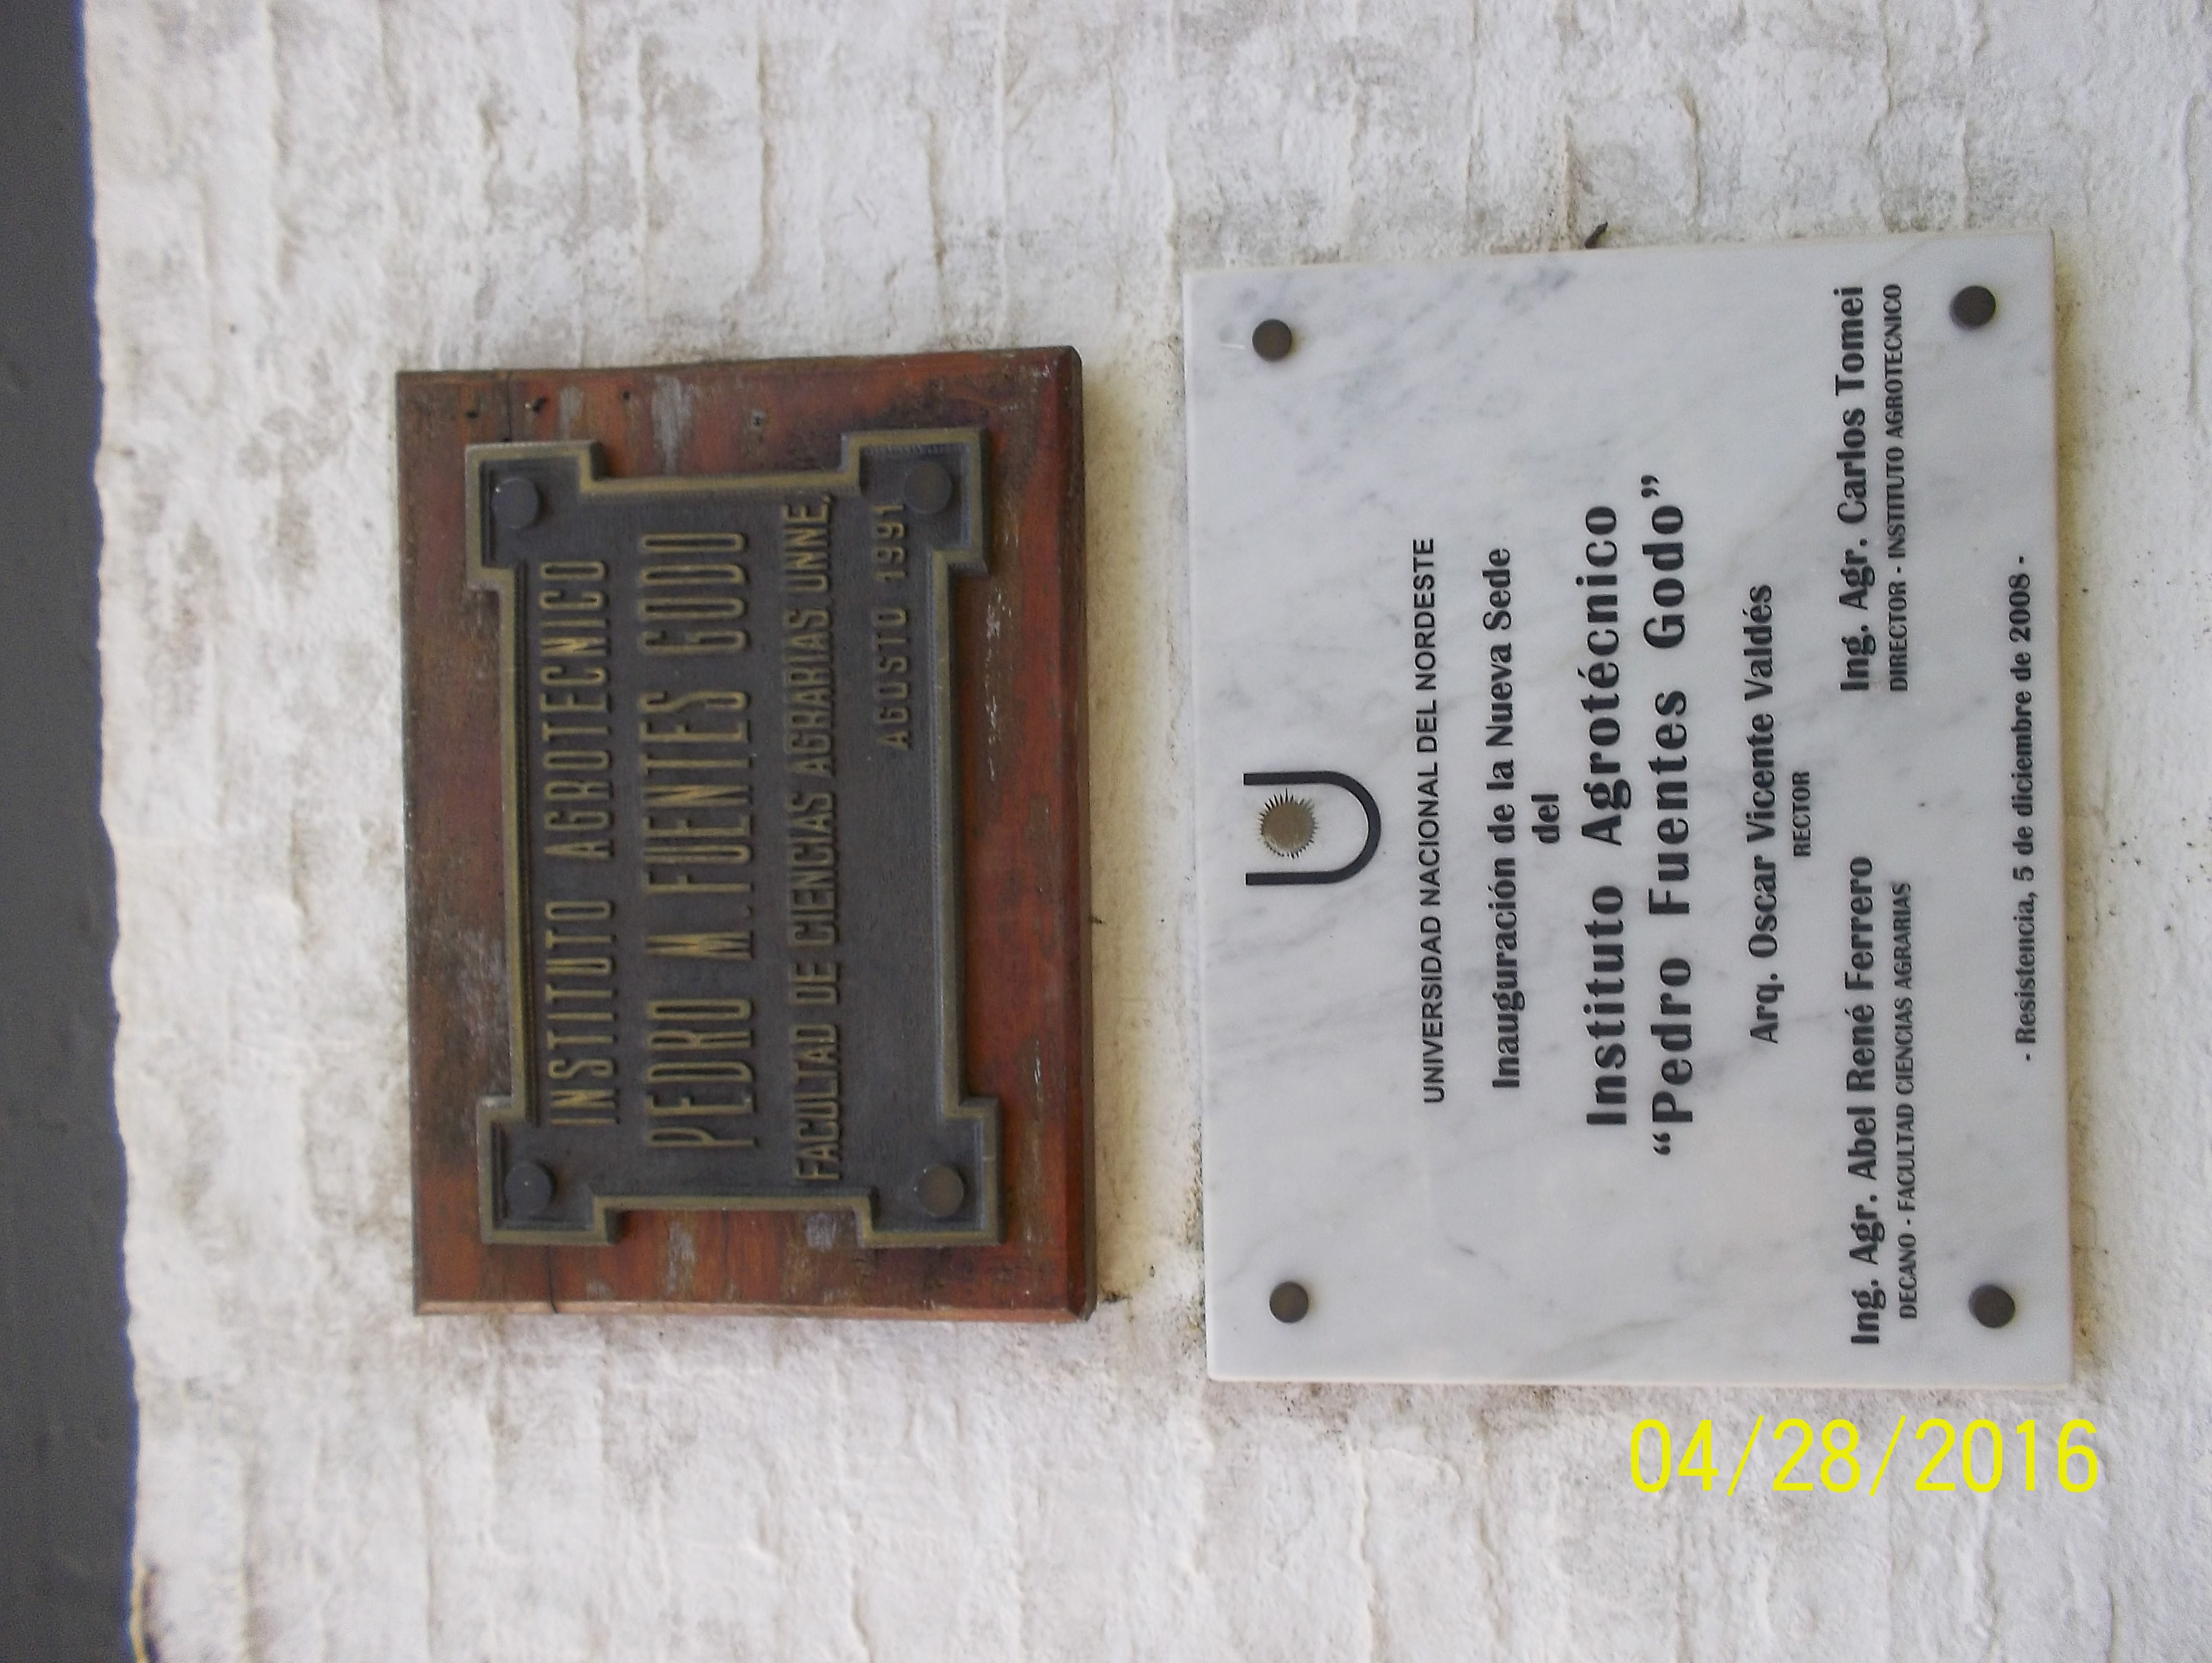 INSTITUTO AGROTECNICO
PEDRO M. FUENTES GODO
FACULTAD DE CIENCIAS AGRARIAS UNNE.
AGOSTO 1991
UNIVERSIDAD NACIONAL DEL NORDESTE
Inauguración de la Nueva Sede
del
Instituto Agrotécnico
“Pedro Fuentes Godo”
Arq. Oscar Vicente Valdés
RECTOR
Ing. Agr. Abel René Ferrero
DECANO - FACULTAD CIENCIAS AGRARIAS
Ing. Agr. Carlos Tomei
DIRECTOR - INSTITUTO AGROTECNICO
- Resistencia, 5 de diciembre de 2008 -
04/28/2016